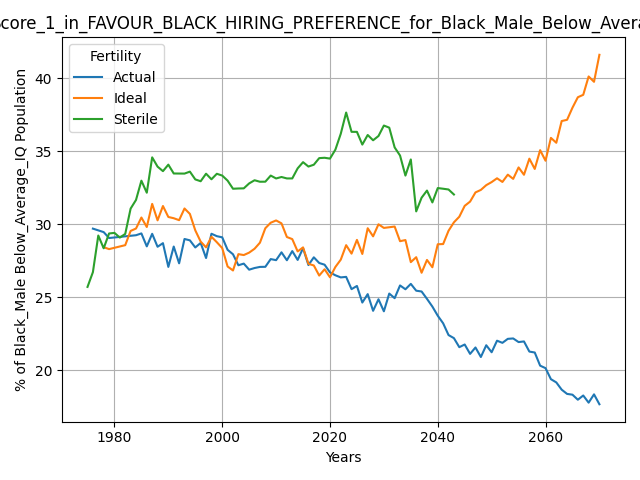 core_1_in_FAVOUR_BLACK_HIRING_PREFERENCE_for_Black_Male_Below_Avera
Fertility
Actual
Ideal
Sterile
% of Black_Male Below_Average_IQ Population
40
35
30
25
20
1980
2000
2020
2040
2060
Years